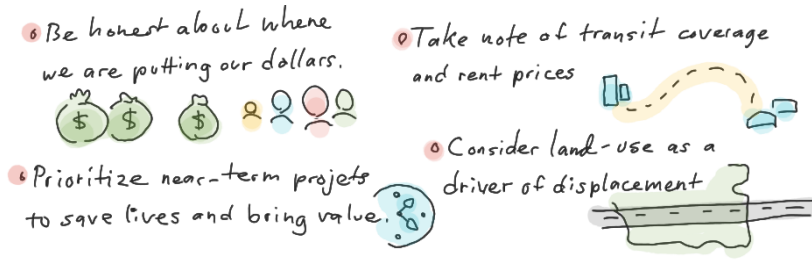 Be honest about where
we are putting our dollars.
$ $ $
Prioritize near-term projets
to save lives and bring value.
Take note of transit coverage
and rent prices
Consider land-use as a
driver of displacement